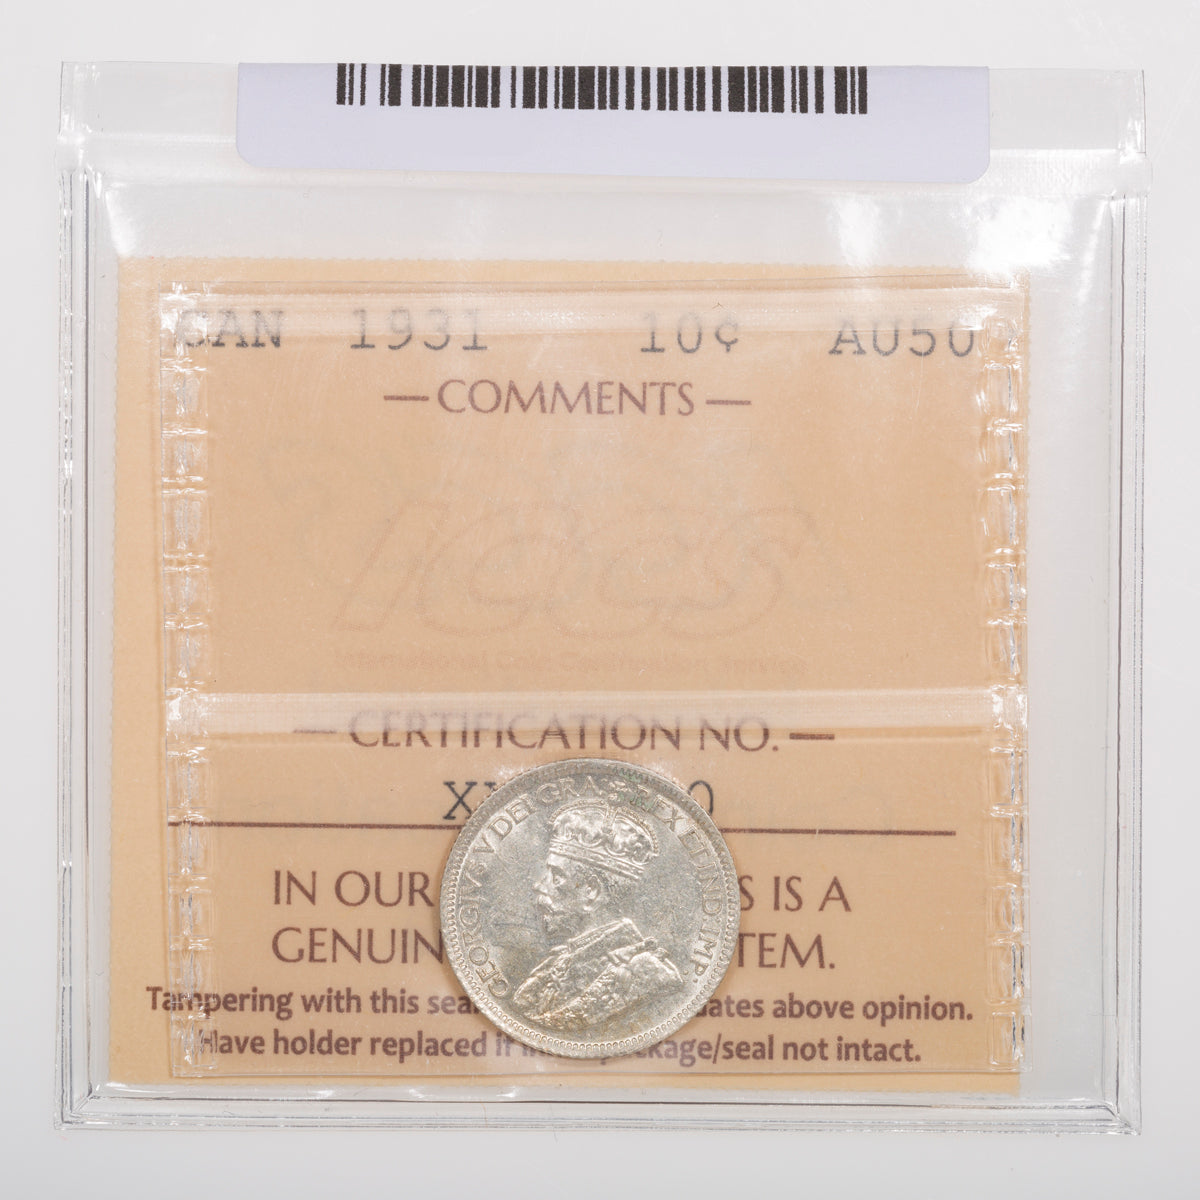 CAN 1931 10¢ AU50
— COMMENTS —
ICCS
International Coin Certification Service
— CERTIFICATION NO. —
0
GEORGIVS V DEI GRA: REX ET IND: IMP:
IN OUR S IS A
GENUIN TEM.
Tampering with this sea ates above opinion.
Have holder replaced if package/seal not intact.